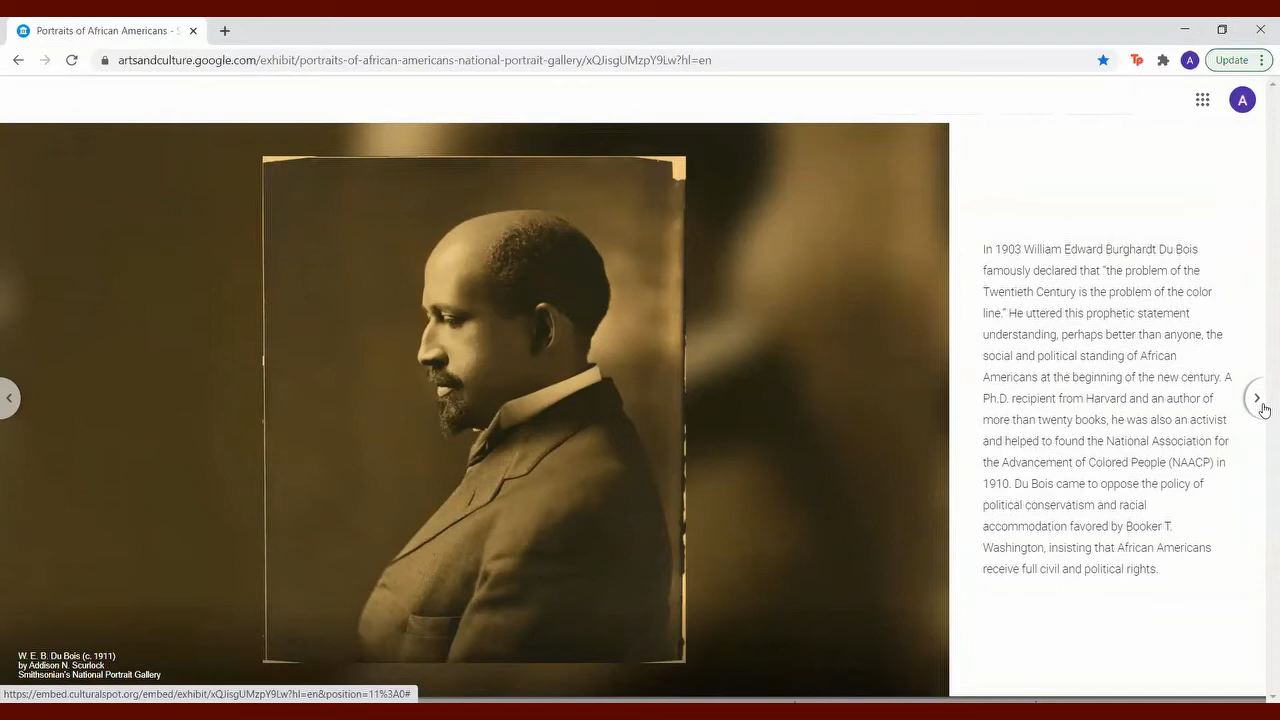 Portraits of African Americans - S
artsandculture.google.com/exhibit/portraits-of-african-americans-national-portrait-gallery/xQJisgUMzpY9Lw?hl=en
Tp
A
Update
A
In 1903 William Edward Burghardt Du Bois
famously declared that “the problem of the
Twentieth Century is the problem of the color
line.” He uttered this prophetic statement
understanding, perhaps better than anyone, the
social and political standing of African
Americans at the beginning of the new century. A
Ph.D. recipient from Harvard and an author of
more than twenty books, he was also an activist
and helped to found the National Association for
the Advancement of Colored People (NAACP) in
1910. Du Bois came to oppose the policy of
political conservatism and racial
accommodation favored by Booker T.
Washington, insisting that African Americans
receive full civil and political rights.
W. E. B. Du Bois (c. 1911)
by Addison N. Scurlock
Smithsonian's National Portrait Gallery
https://embed.culturalspot.org/embed/exhibit/xQJisgUMzpY9Lw?hl=en&position=11%3A0#